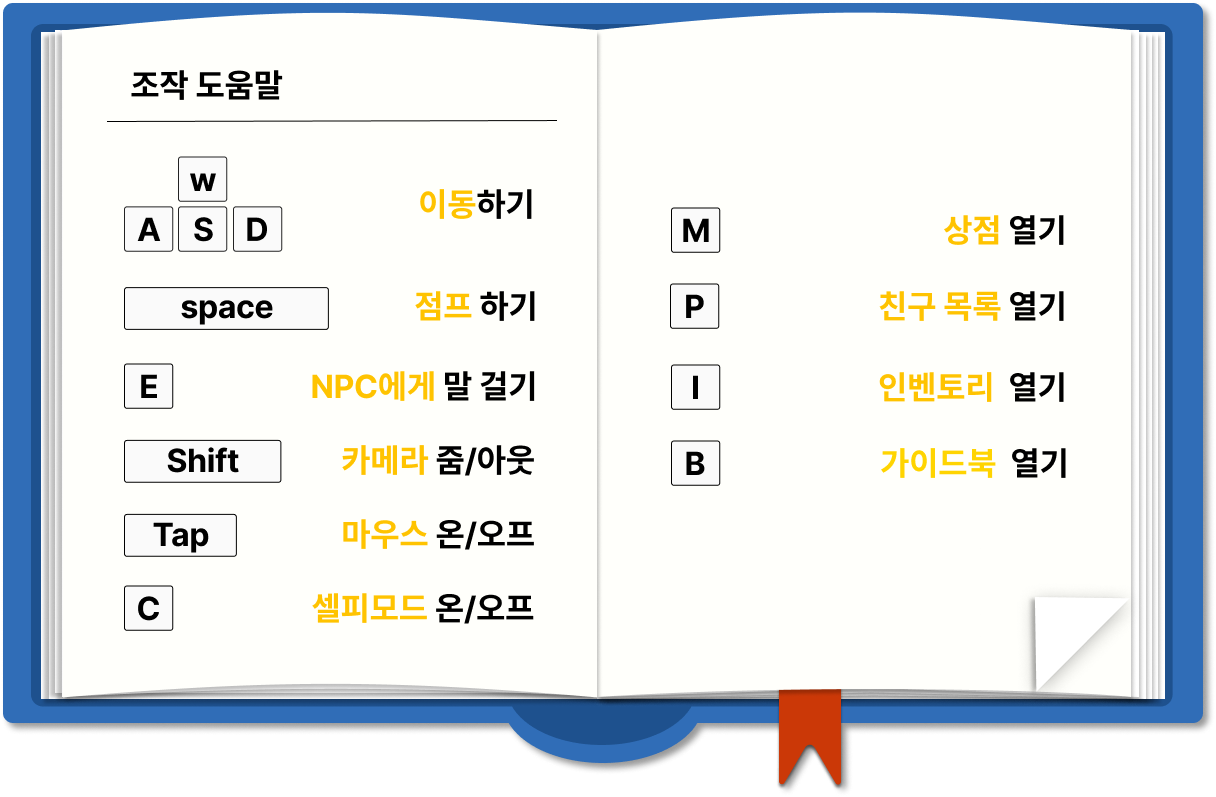 조작 도움말
w
A S D 이동하기
space 점프 하기
E NPC에게 말 걸기
Shift 카메라 줌/아웃
Tap 마우스 온/오프
C 셀피모드 온/오프
M 상점 열기
P 친구 목록 열기
I 인벤토리 열기
B 가이드북 열기